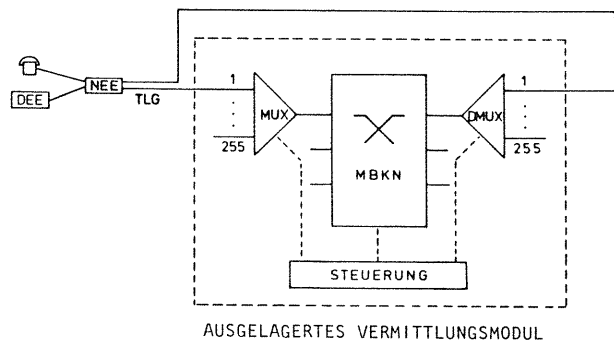 NEE
DEE
TLG
1
255
MUX
MBKN
DMUX
1
255
STEUERUNG
AUSGELAGERTES VERMITTLUNGSMODUL